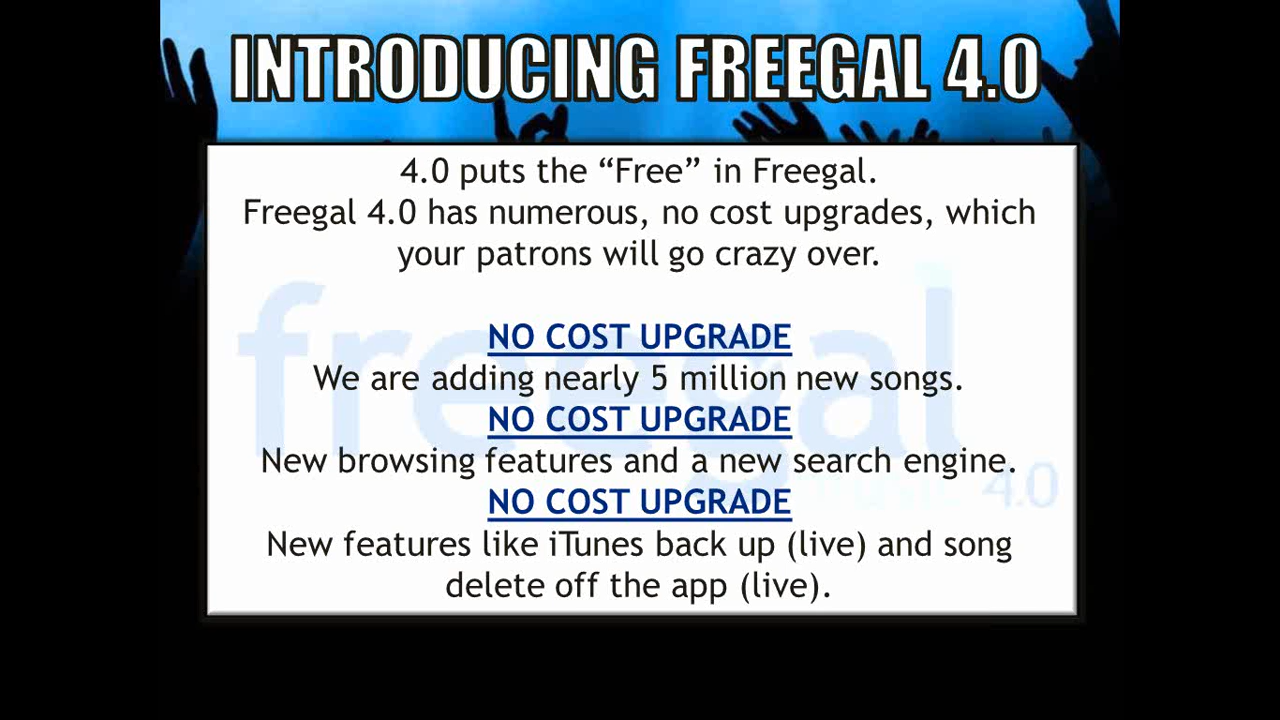 INTRODUCING FREEGAL 4.0
4.0 puts the “Free” in Freegal.
Freegal 4.0 has numerous, no cost upgrades, which
your patrons will go crazy over.
freegal
NO COST UPGRADE
We are adding nearly 5 million new songs.
NO COST UPGRADE
New browsing features and a new search engine.
4.0
NO COST UPGRADE
New features like iTunes back up (live) and song
delete off the app (live).